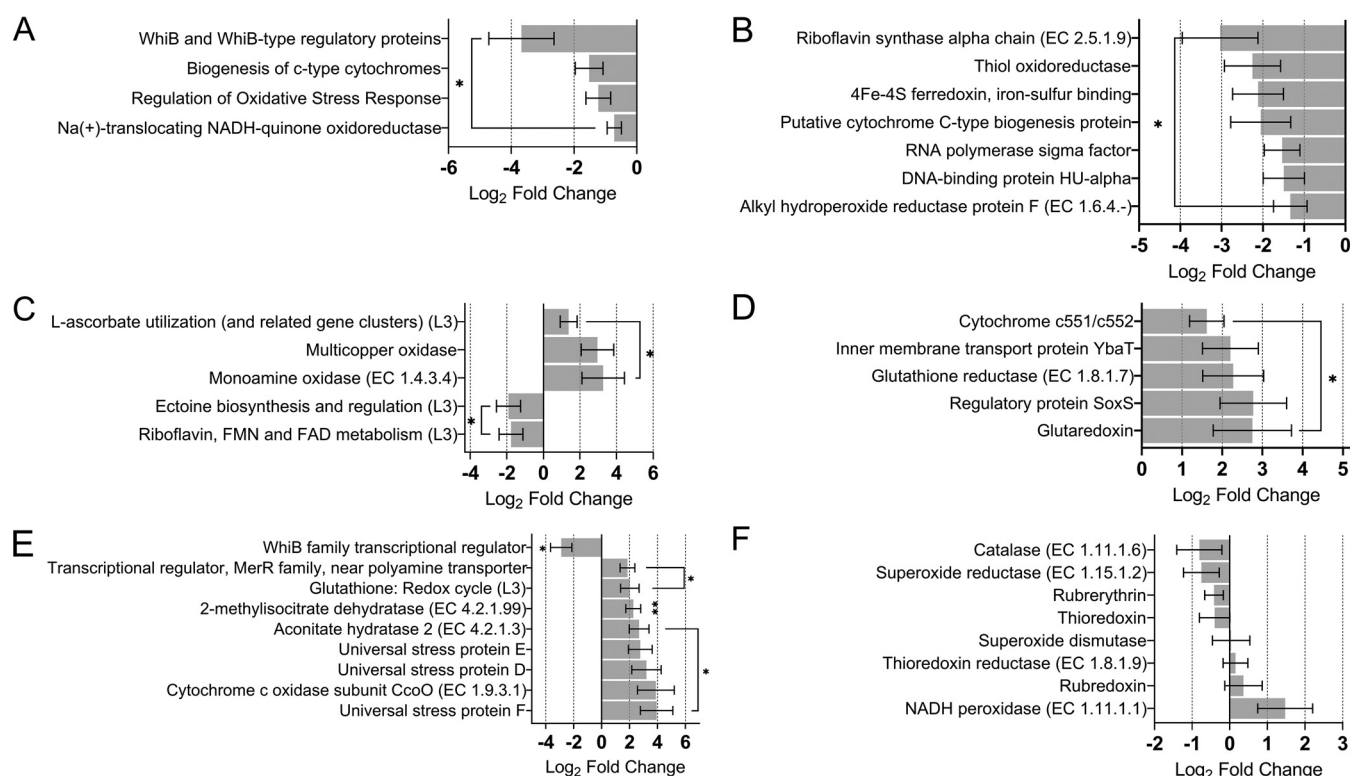 A
WhiB and WhiB-type regulatory proteins
Biogenesis of c-type cytochromes
Regulation of Oxidative Stress Response
Na(+)-translocating NADH-quinone oxidoreductase
*
-6 -4 -2 0
Log2 Fold Change
B
Riboflavin synthase alpha chain (EC 2.5.1.9)
Thiol oxidoreductase
4Fe-4S ferredoxin, iron-sulfur binding
Putative cytochrome C-type biogenesis protein
RNA polymerase sigma factor
DNA-binding protein HU-alpha
Alkyl hydroperoxide reductase protein F (EC 1.6.4.-)
*
-5 -4 -3 -2 -1 0
Log2 Fold Change
C
L-ascorbate utilization (and related gene clusters) (L3)
Multicopper oxidase
Monoamine oxidase (EC 1.4.3.4)
Ectoine biosynthesis and regulation (L3)
Riboflavin, FMN and FAD metabolism (L3)
*
*
-4 -2 0 2 4 6
Log2 Fold Change
D
Cytochrome c551/c552
Inner membrane transport protein YbaT
Glutathione reductase (EC 1.8.1.7)
Regulatory protein SoxS
Glutaredoxin
*
0 1 2 3 4 5
Log2 Fold Change
E
WhiB family transcriptional regulator
Transcriptional regulator, MerR family, near polyamine transporter
Glutathione: Redox cycle (L3)
2-methylisocitrate dehydratase (EC 4.2.1.99)
Aconitate hydratase 2 (EC 4.2.1.3)
Universal stress protein E
Universal stress protein D
Cytochrome c oxidase subunit CcoO (EC 1.9.3.1)
Universal stress protein F
*
*
**
*
-4 -2 0 2 4 6
Log2 Fold Change
F
Catalase (EC 1.11.1.6)
Superoxide reductase (EC 1.15.1.2)
Rubrerythrin
Thioredoxin
Superoxide dismutase
Thioredoxin reductase (EC 1.8.1.9)
Rubredoxin
NADH peroxidase (EC 1.11.1.1)
-2 -1 0 1 2 3
Log2 Fold Change